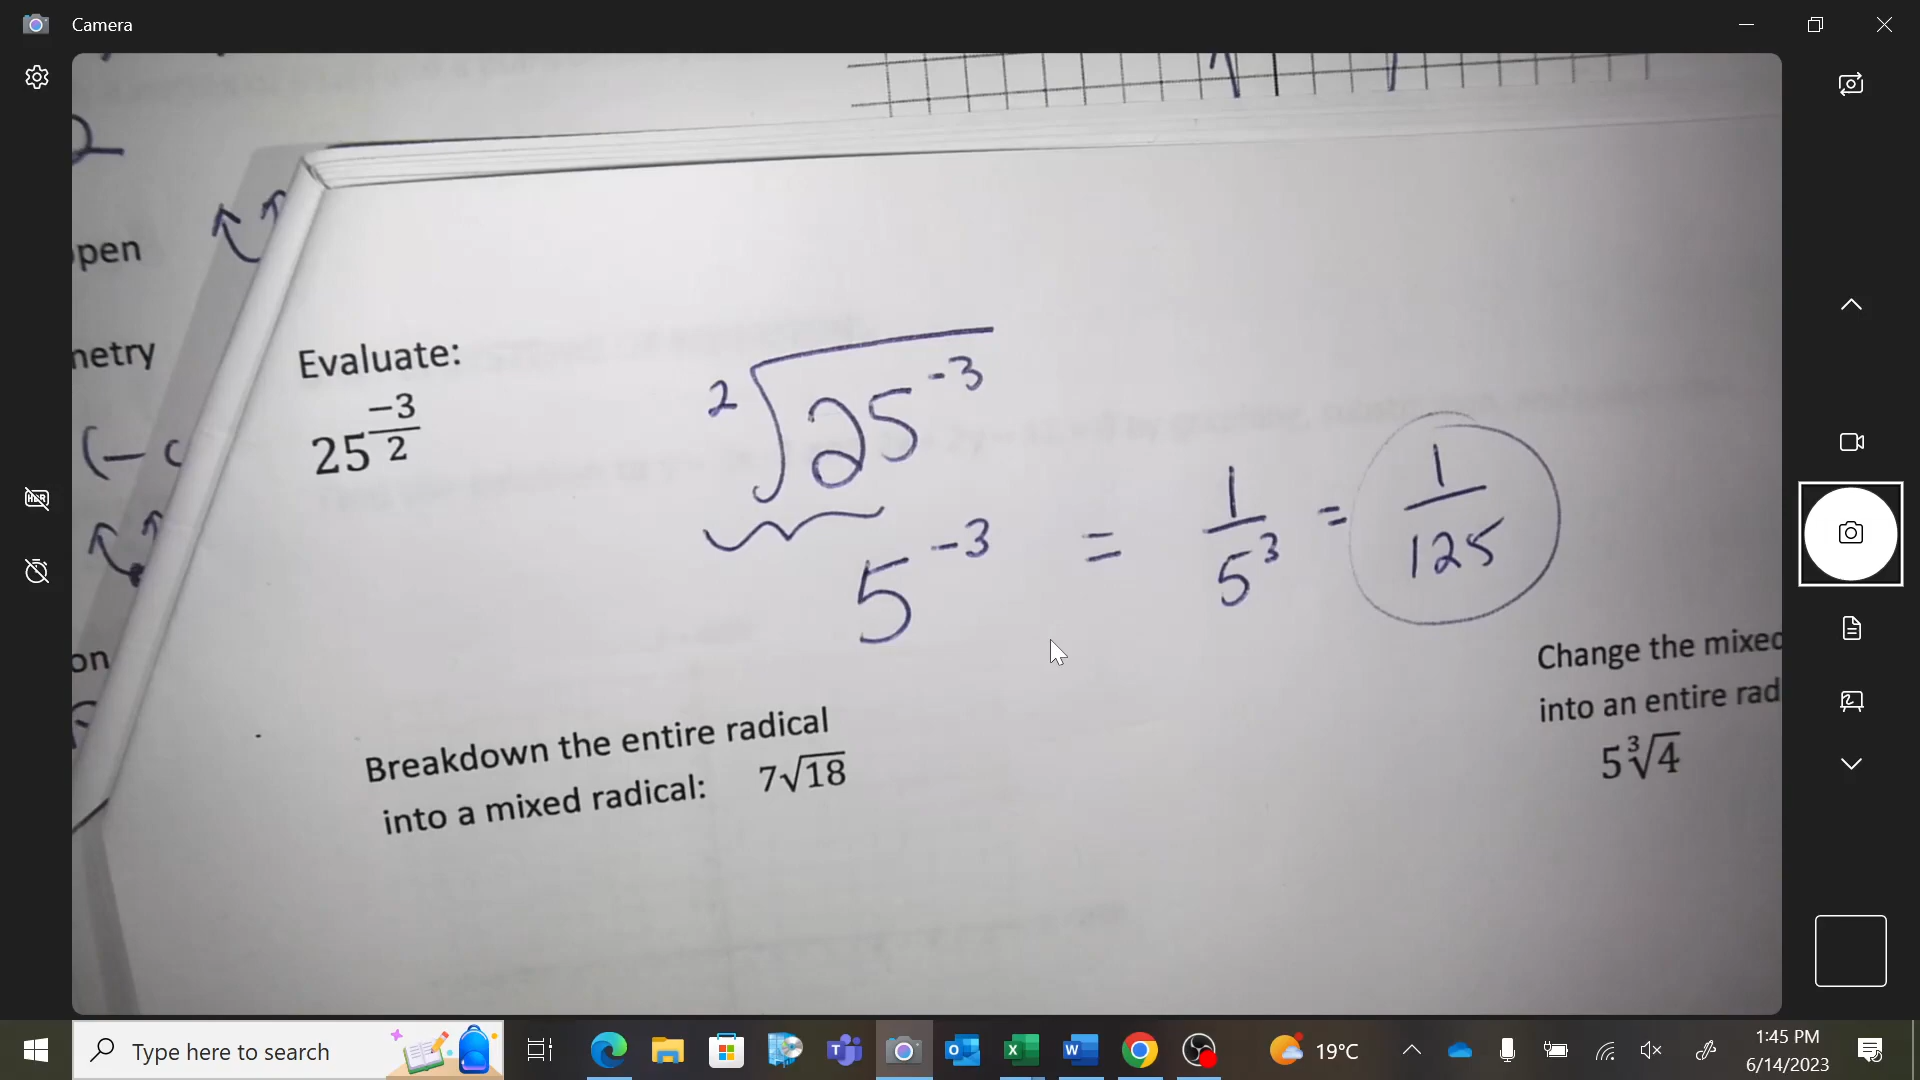 Camera
2
pen
netry
(-
on
Evaluate:
25^(-3/2)
²√25⁻³
5⁻³ = 1/5³ = 1/125
Breakdown the entire radical
into a mixed radical: 7√18
Change the mixed
into an entire rad
5∛4
Type here to search
19°C
1:45 PM
6/14/2023